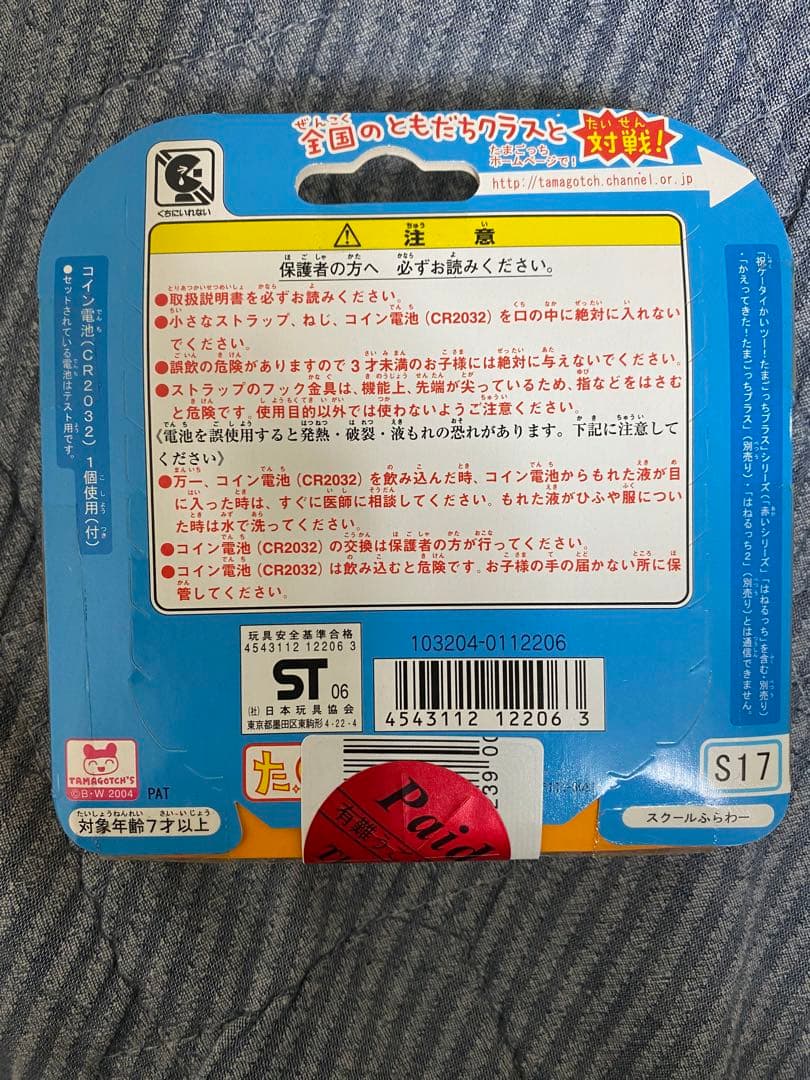 全国のともだちクラスと
対戦!
たまごっち
ホームページで!
http://tamagotch.channel.or.jp
くちにいれない
注意
保護者の方へ 必ずお読みください。
●取扱説明書を必ずお読みください。
●小さなストラップ、ねじ、コイン電池(CR2032)を口の中に絶対に入れない
でください。
●誤飲の危険がありますので3才未満のお子様には絶対に与えないでください。
●ストラップのフック金具は、機能上、先端が尖っているため、指などをはさむ
と危険です。使用目的以外では使わないようご注意ください。
《電池を誤使用すると発熱・破裂・液もれの恐れがあります。下記に注意して
ください》
●万一、コイン電池(CR2032)を飲み込んだ時、コイン電池からもれた液が目
に入った時は、すぐに医師に相談してください。もれた液がひふや服につい
た時は水で洗ってください。
●コイン電池(CR2032)の交換は保護者の方が行ってください。
●コイン電池(CR2032)は飲み込むと危険です。お子様の手の届かない所に保
管してください。
「祝ケータイかいツー!たまごっちプラス」シリーズ(「赤いシリーズ」「はねるっち」を含む・別売り)
・「かえってきた!たまごっちプラス」(別売り)・「はねるっち2」(別売り)とは通信できません。
コイン電池(CR2032)1個使用(付)
●セットされている電池はテスト用です。
玩具安全基準合格
4543112 12206 3
ST 06
(社)日本玩具協会
東京都墨田区東駒形4-22-4
103204-0112206
4543112 122063
TAMAGOTCH'S
©B・W 2004 PAT
対象年齢7才以上
た
Paid
有難う
S17
スクールふらわー